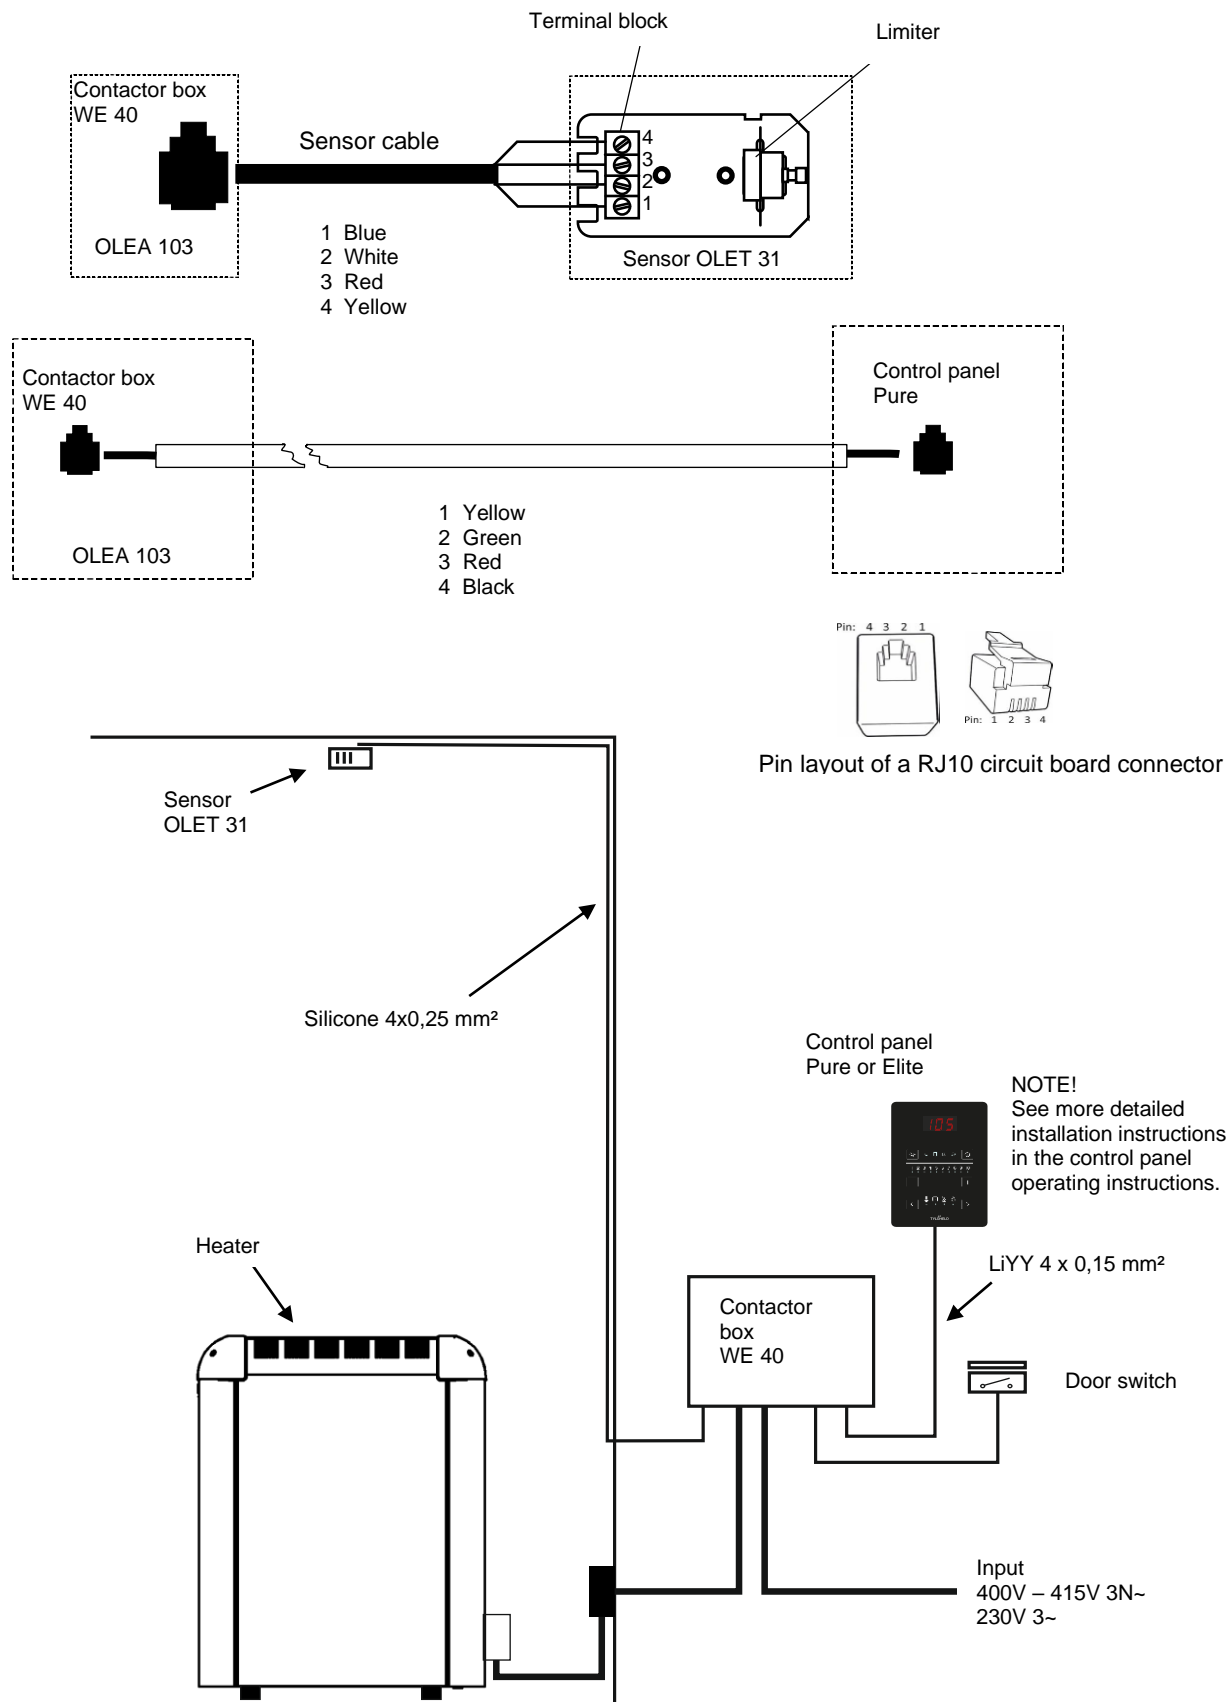 Terminal block
Limiter
Contactor box
WE 40
Sensor cable
4
3
2
1
OLEA 103
1 Blue
2 White
3 Red
4 Yellow
Sensor OLET 31
Contactor box
WE 40
Control panel
Pure
1 Yellow
2 Green
3 Red
4 Black
OLEA 103
Pin: 4 3 2 1
Pin: 1 2 3 4
Pin layout of a RJ10 circuit board connector
Sensor
OLET 31
Silicone 4x0,25 mm²
Control panel
Pure or Elite
NOTE!
See more detailed
installation instructions
in the control panel
operating instructions.
105
Heater
LiYY 4 x 0,15 mm²
Contactor
box
WE 40
Door switch
Input
400V – 415V 3N~
230V 3~